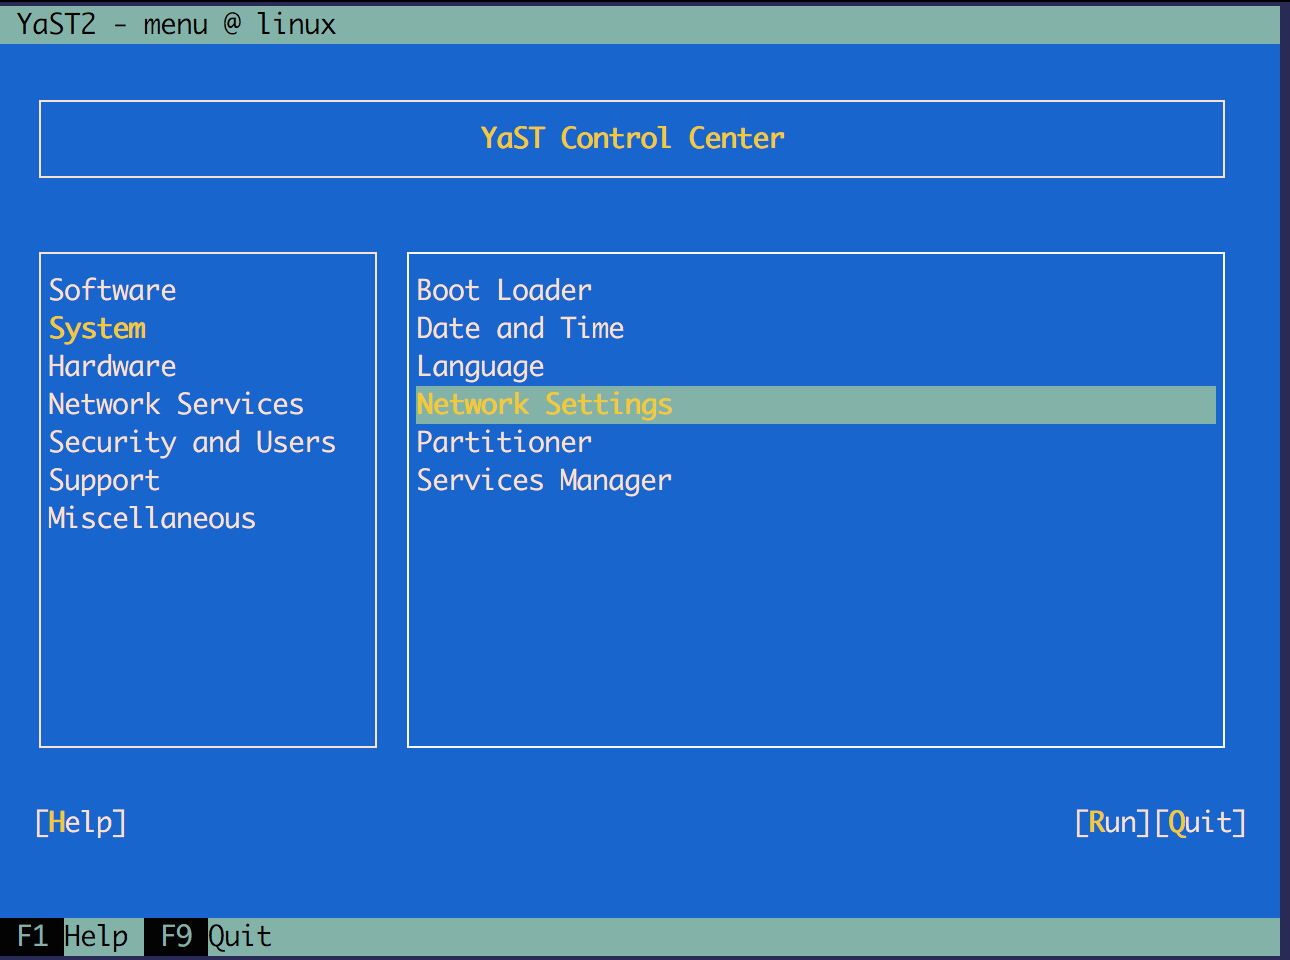 YaST2 - menu @ linux
YaST Control Center
Software
System
Hardware
Network Services
Security and Users
Support
Miscellaneous
Boot Loader
Date and Time
Language
Network Settings
Partitioner
Services Manager
[Help] [Run][Quit]
F1 Help F9 Quit